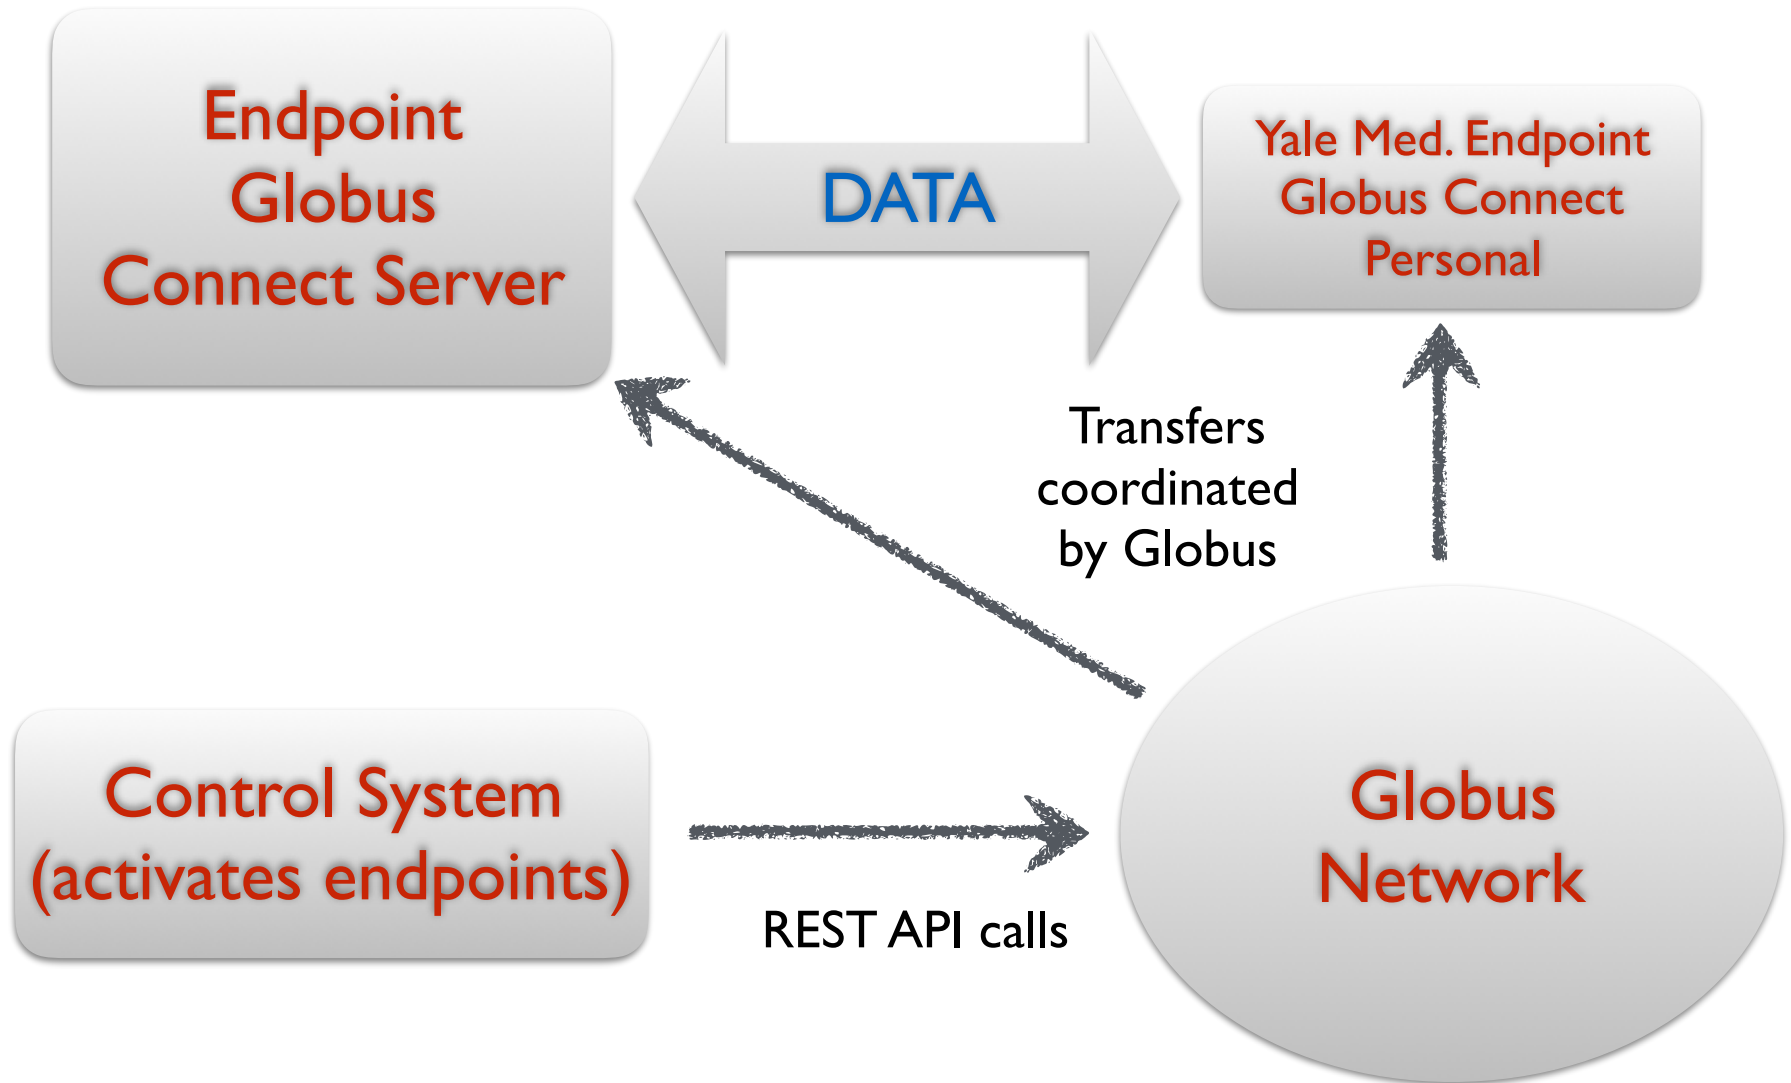 Endpoint
Globus
Connect Server
DATA
Yale Med. Endpoint
Globus Connect
Personal
Transfers
coordinated
by Globus
Control System
(activates endpoints)
REST API calls
Globus
Network